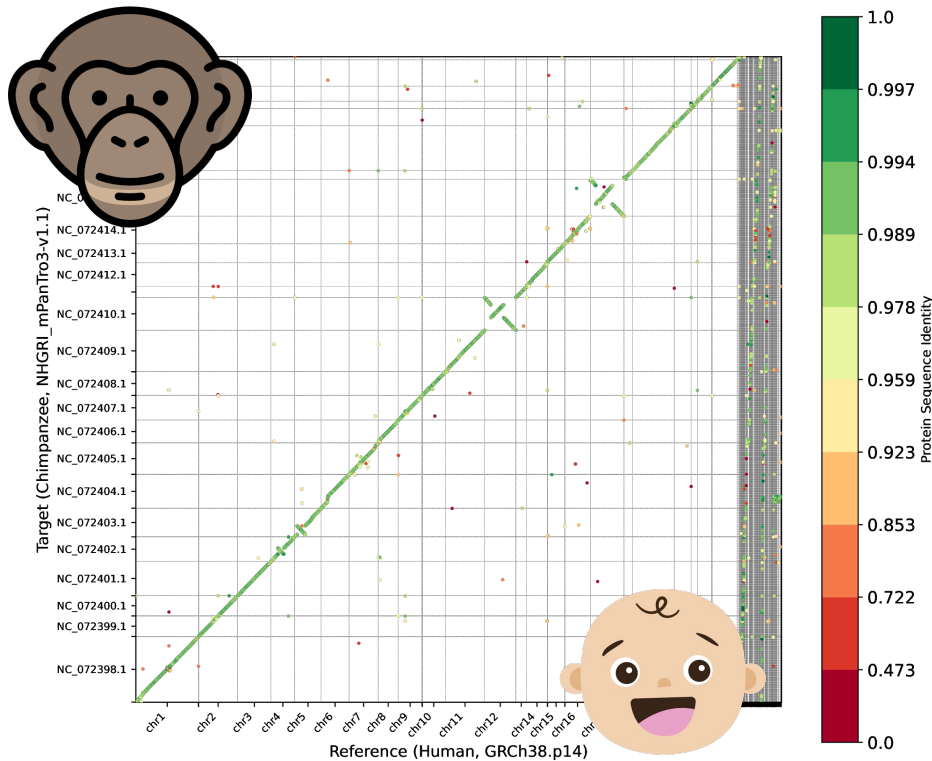 Target (Chimpanzee, NHGRI_mPanTro3-v1.1)
NC_072414.1
NC_072413.1
NC_072412.1
NC_072410.1
NC_072409.1
NC_072408.1
NC_072407.1
NC_072406.1
NC_072405.1
NC_072404.1
NC_072403.1
NC_072402.1
NC_072401.1
NC_072400.1
NC_072399.1
NC_072398.1
chr1
chr2
chr3
chr4
chr5
chr6
chr7
chr8
chr9
chr10
chr11
chr12
chr14
chr15
chr16
Reference (Human, GRCh38.p14)
1.0
0.997
0.994
0.989
0.978
0.959
0.923
0.853
0.722
0.473
0.0
Protein Sequence Identity